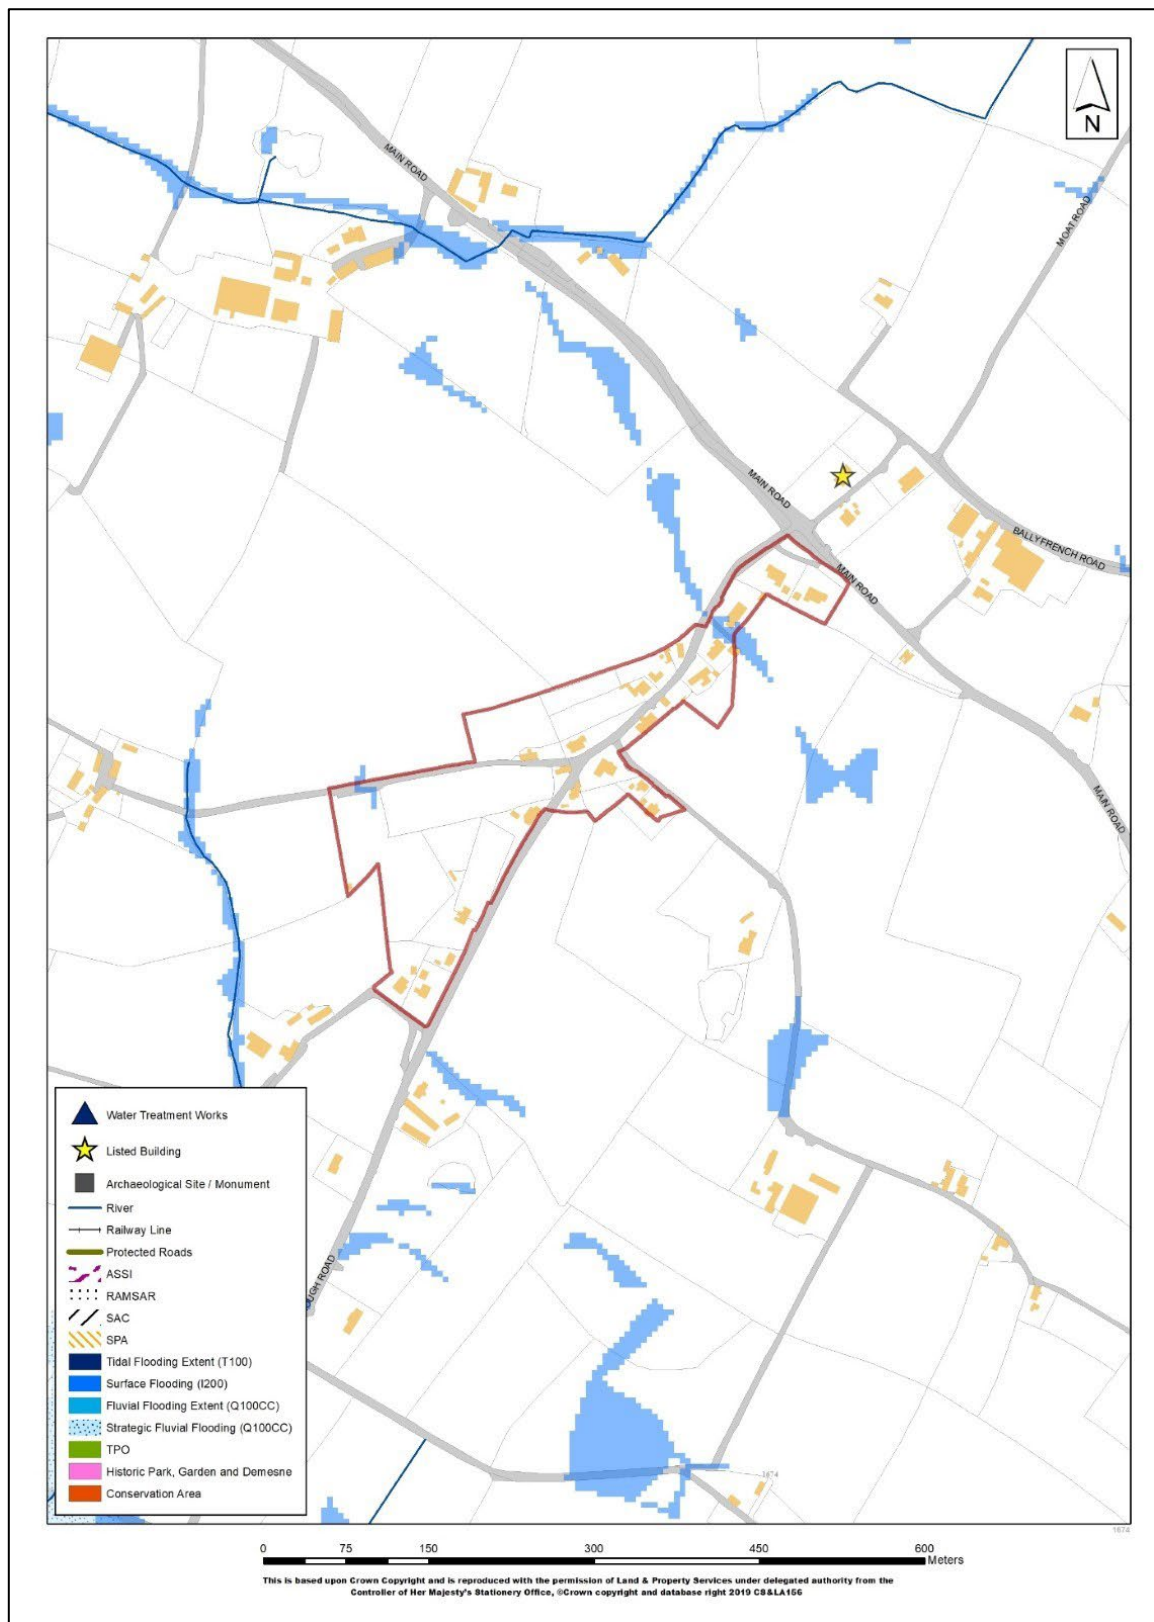 N
MAIN ROAD
MOAT ROAD
MAIN ROAD
BALLYFRENCH ROAD
MAIN ROAD
MAIN ROAD
UGH ROAD
Water Treatment Works
Listed Building
Archaeological Site / Monument
River
Railway Line
Protected Roads
ASSI
RAMSAR
SAC
SPA
Tidal Flooding Extent (T100)
Surface Flooding (I200)
Fluvial Flooding Extent (Q100CC)
Strategic Fluvial Flooding (Q100CC)
TPO
Historic Park, Garden and Demesne
Conservation Area
1674
1674
0 75 150 300 450 600
Meters
This is based upon Crown Copyright and is reproduced with the permission of Land & Property Services under delegated authority from the
Controller of Her Majesty's Stationery Office, ©Crown copyright and database right 2019 CS&LA156